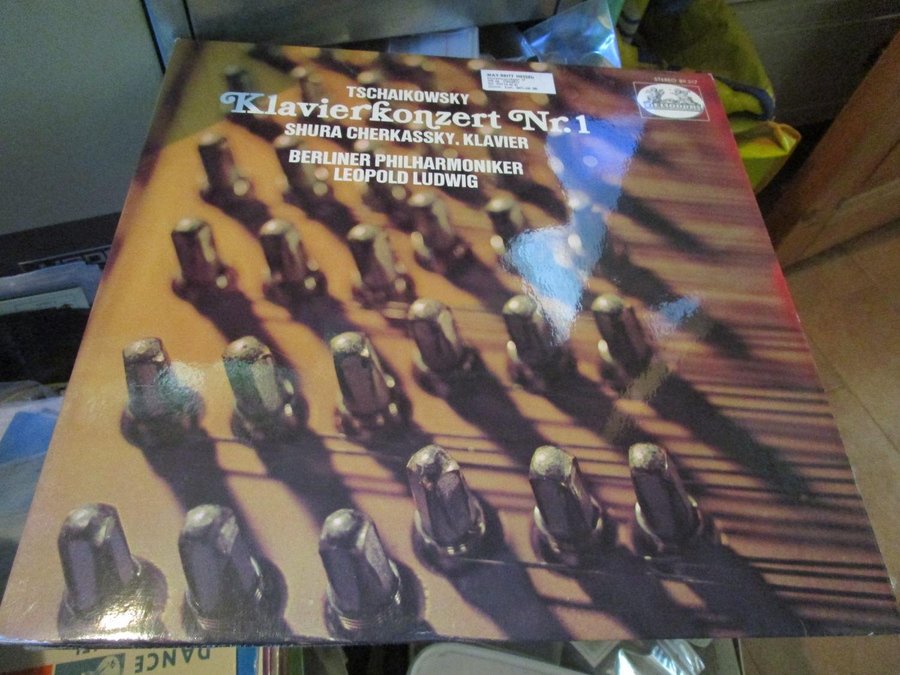 TSCHAIKOWSKY
Klavierkonzert Nr.1
SHURA CHERKASSKY, KLAVIER
BERLINER PHILHARMONIKER
LEOPOLD LUDWIG
STEREO
DANCE